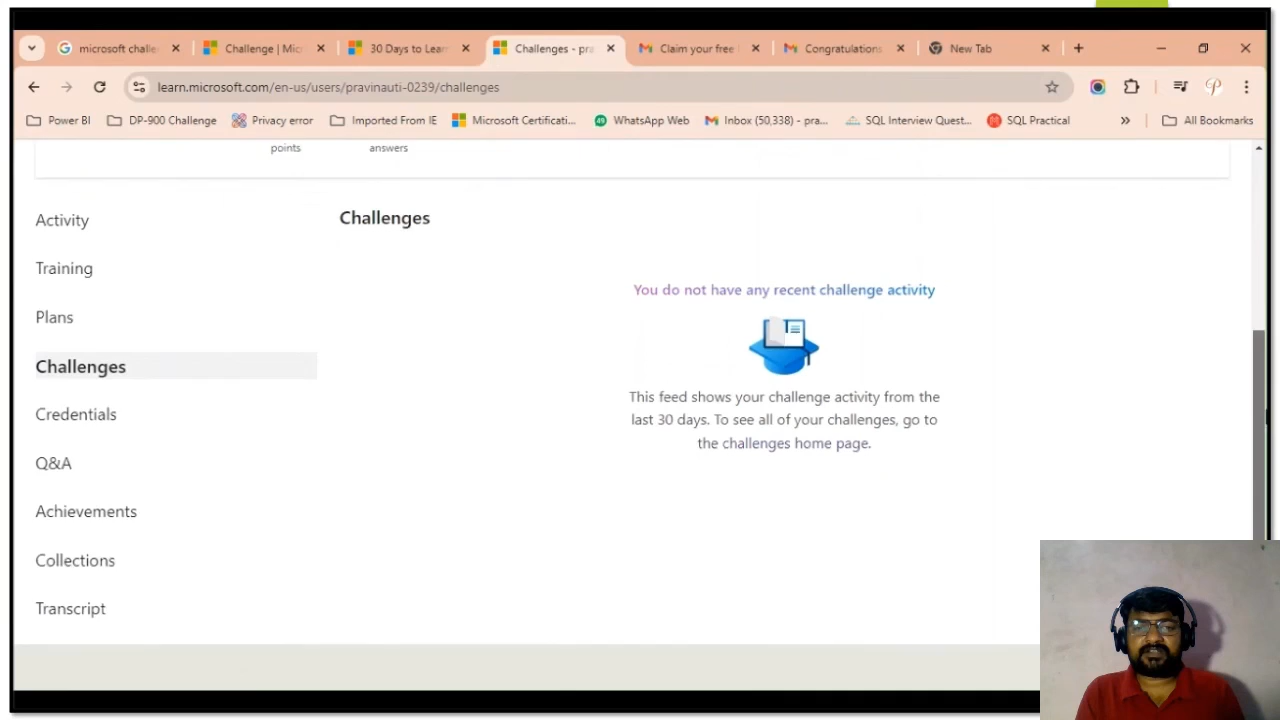 microsoft challe
Challenge | Mic
30 Days to Lear
Challenges - pra
Claim your free
Congratulations
New Tab
learn.microsoft.com/en-us/users/pravinauti-0239/challenges
Power BI
DP-900 Challenge
Privacy error
Imported From IE
Microsoft Certificati...
WhatsApp Web
Inbox (50,338) - pra...
SQL Interview Quest...
SQL Practical
All Bookmarks
points
answers
Activity
Training
Plans
Challenges
Credentials
Q&A
Achievements
Collections
Transcript
Challenges
You do not have any recent challenge activity
This feed shows your challenge activity from the
last 30 days. To see all of your challenges, go to
the challenges home page.